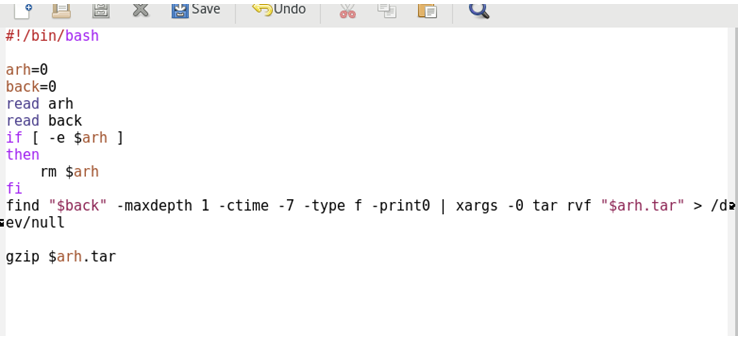 Save Undo
#!/bin/bash
arh=0
back=0
read arh
read back
if [ -e $arh ]
then
    rm $arh
fi
find "$back" -maxdepth 1 -ctime -7 -type f -print0 | xargs -0 tar rvf "$arh.tar" > /d
ev/null
gzip $arh.tar